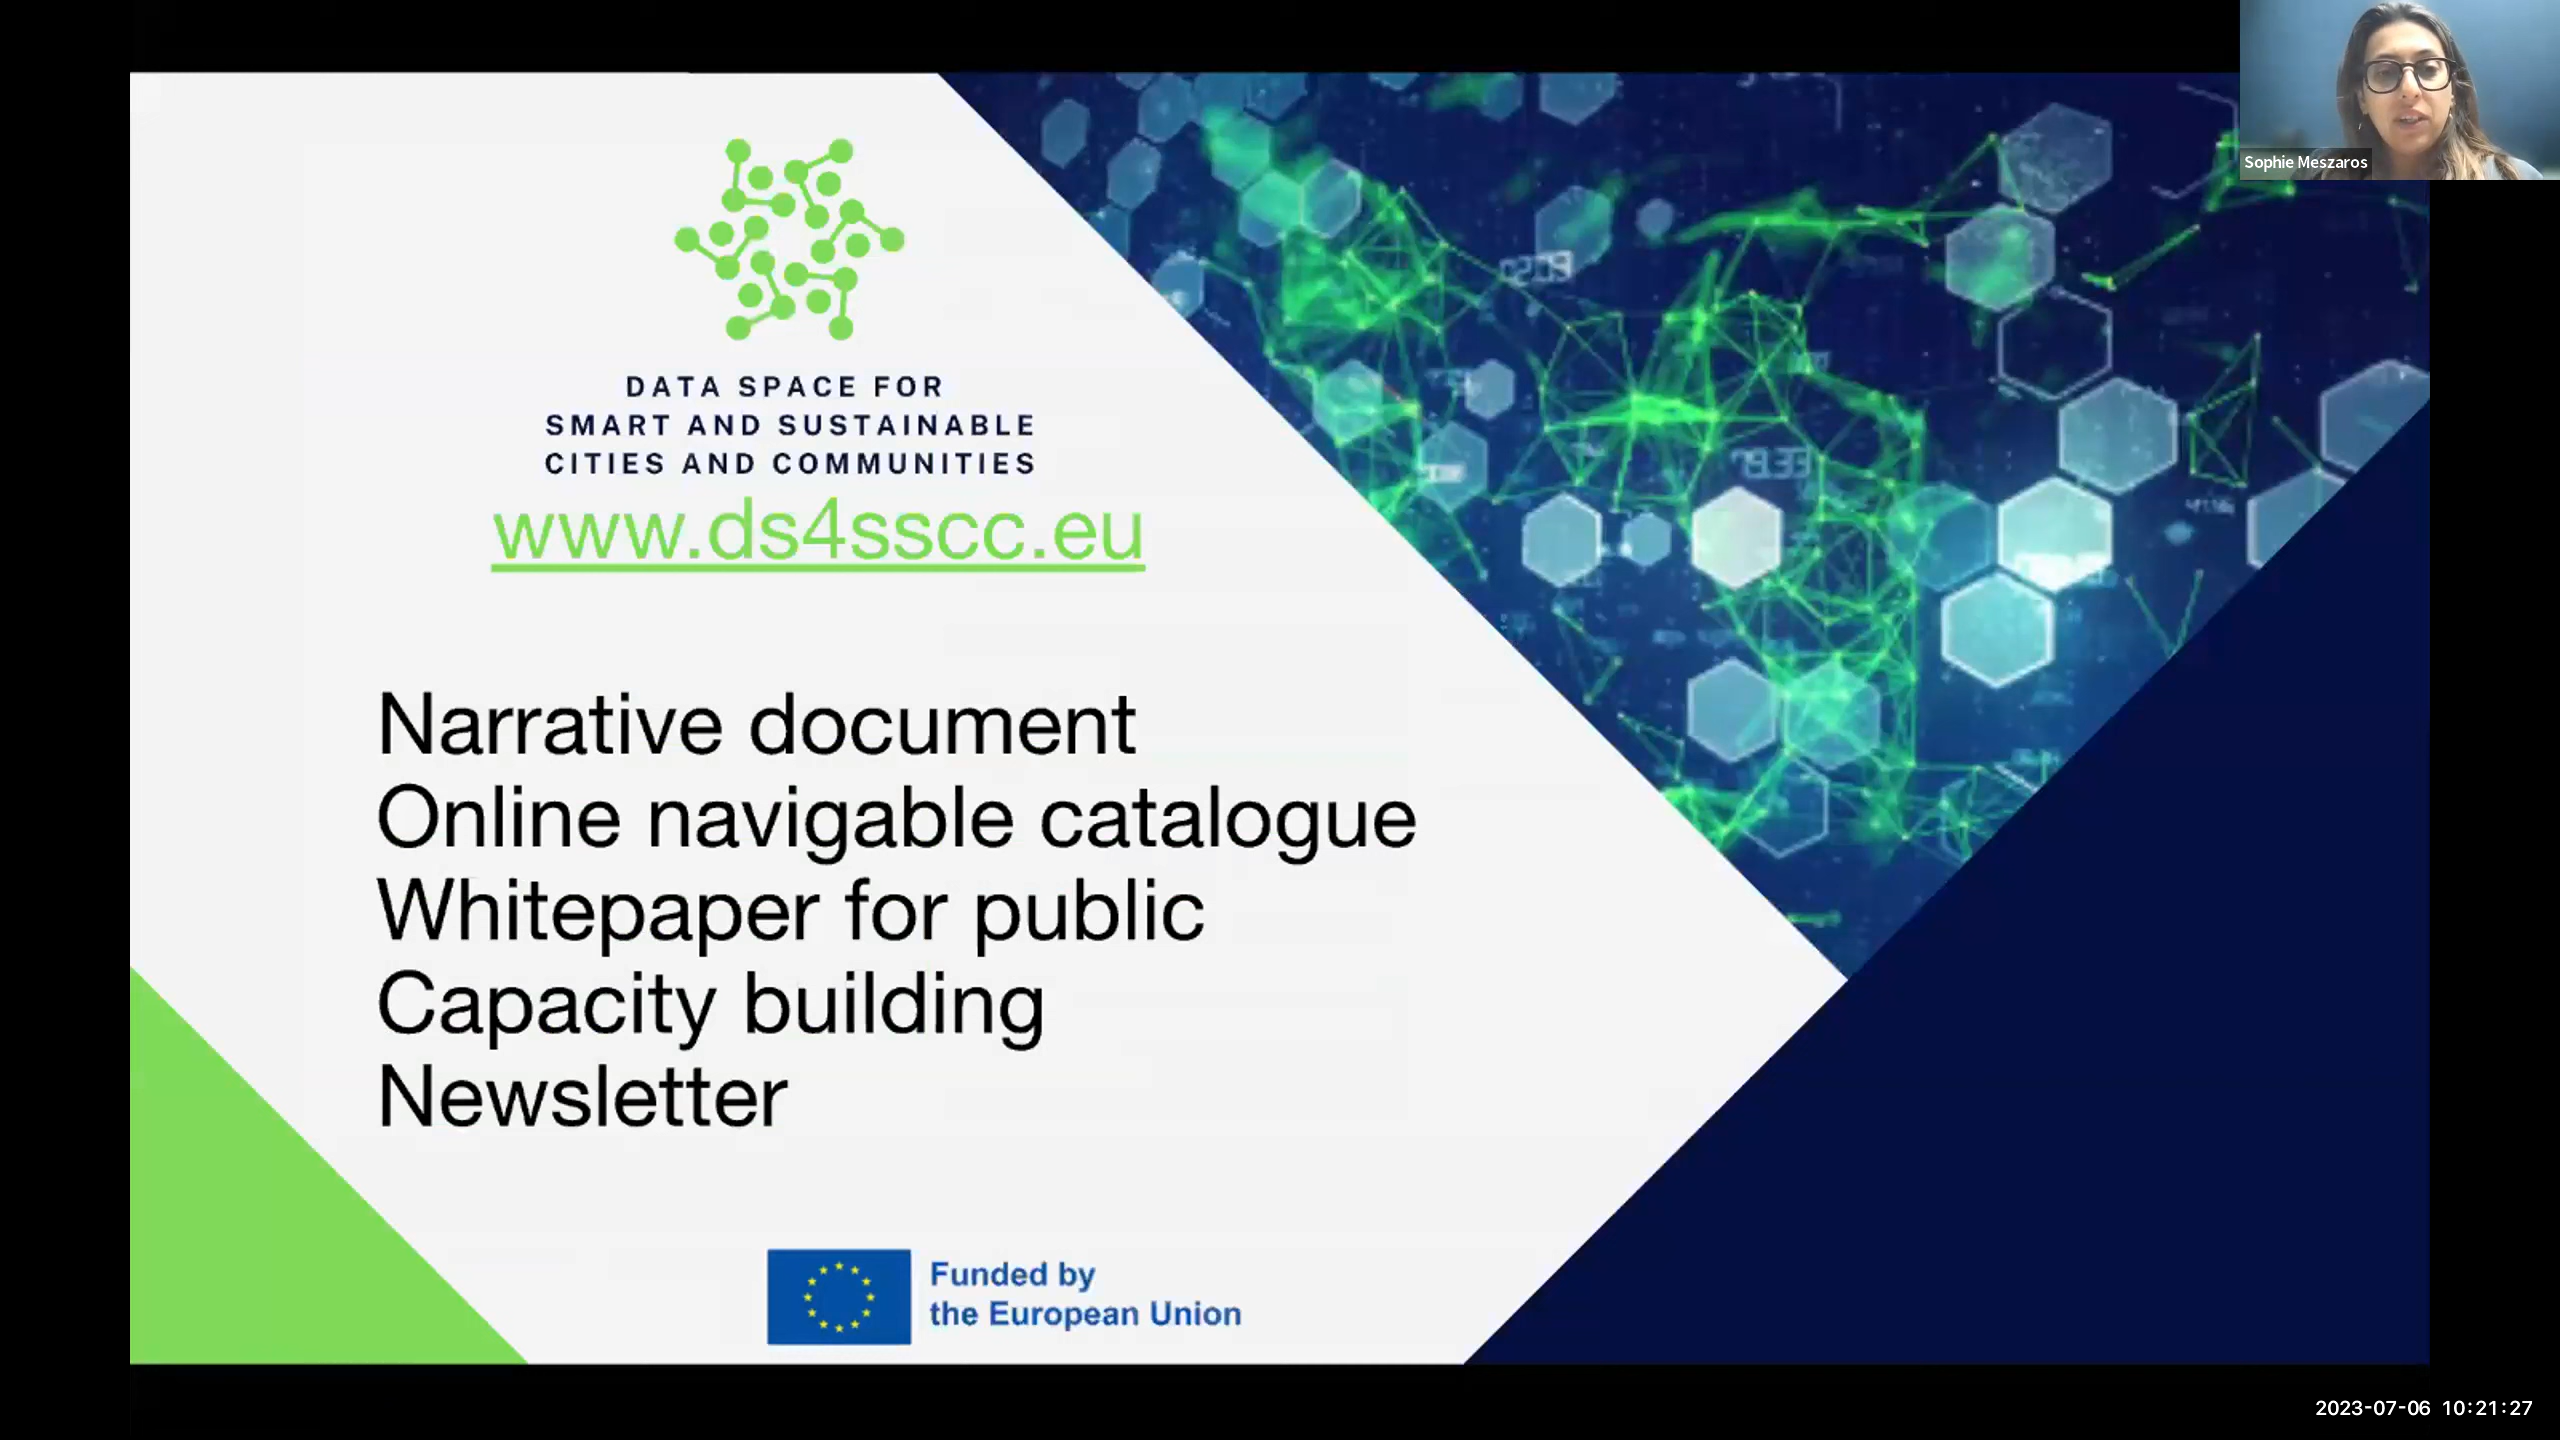 Sophie Meszaros
DATA SPACE FOR
SMART AND SUSTAINABLE
CITIES AND COMMUNITIES
www.ds4sscc.eu
Narrative document
Online navigable catalogue
Whitepaper for public
Capacity building
Newsletter
Funded by
the European Union
2023-07-06 10:21:27